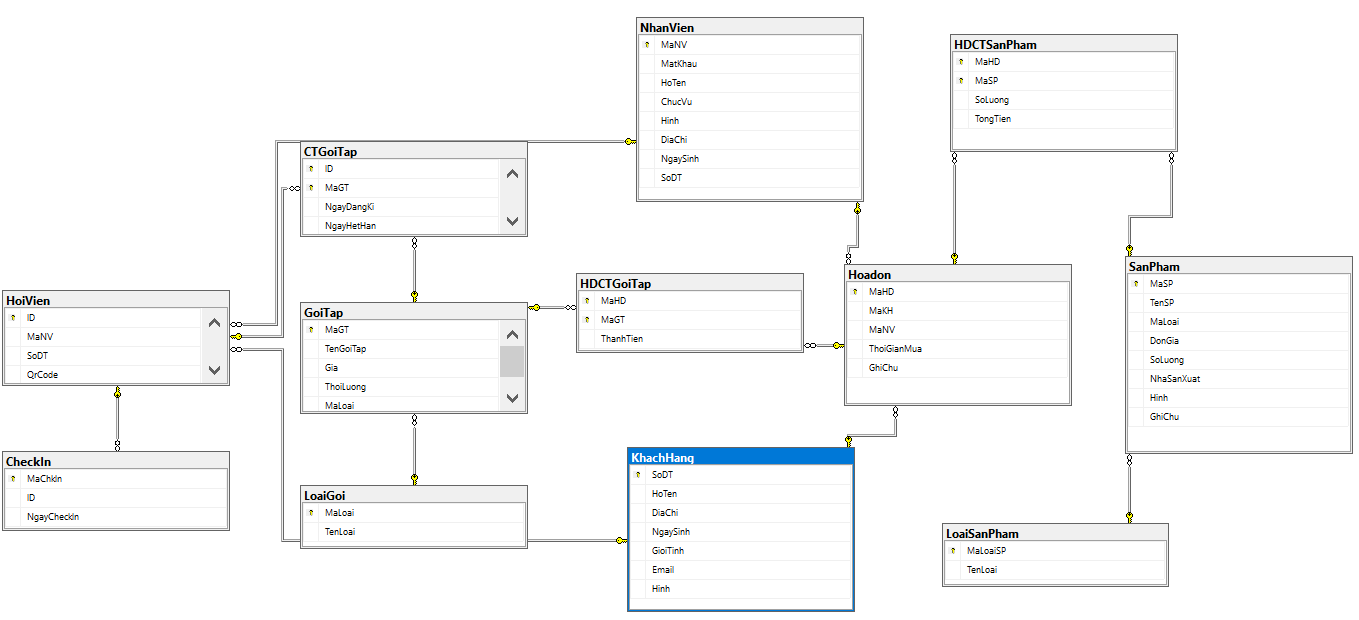 NhanVien
MaNV
MatKhau
HoTen
ChucVu
Hinh
DiaChi
NgaySinh
SoDT
HDCTSanPham
MaHD
MaSP
SoLuong
TongTien
CTGoiTap
ID
MaGT
NgayDangKi
NgayHetHan
HoiVien
ID
MaNV
SoDT
QrCode
GoiTap
MaGT
TenGoiTap
Gia
ThoiLuong
MaLoai
HDCTGoiTap
MaHD
MaGT
ThanhTien
Hoadon
MaHD
MaKH
MaNV
ThoiGianMua
GhiChu
SanPham
MaSP
TenSP
MaLoai
DonGia
SoLuong
NhaSanXuat
Hinh
GhiChu
CheckIn
MaChkIn
ID
NgayCheckIn
LoaiGoi
MaLoai
TenLoai
KhachHang
SoDT
HoTen
DiaChi
NgaySinh
GioiTinh
Email
Hinh
LoaiSanPham
MaLoaiSP
TenLoai